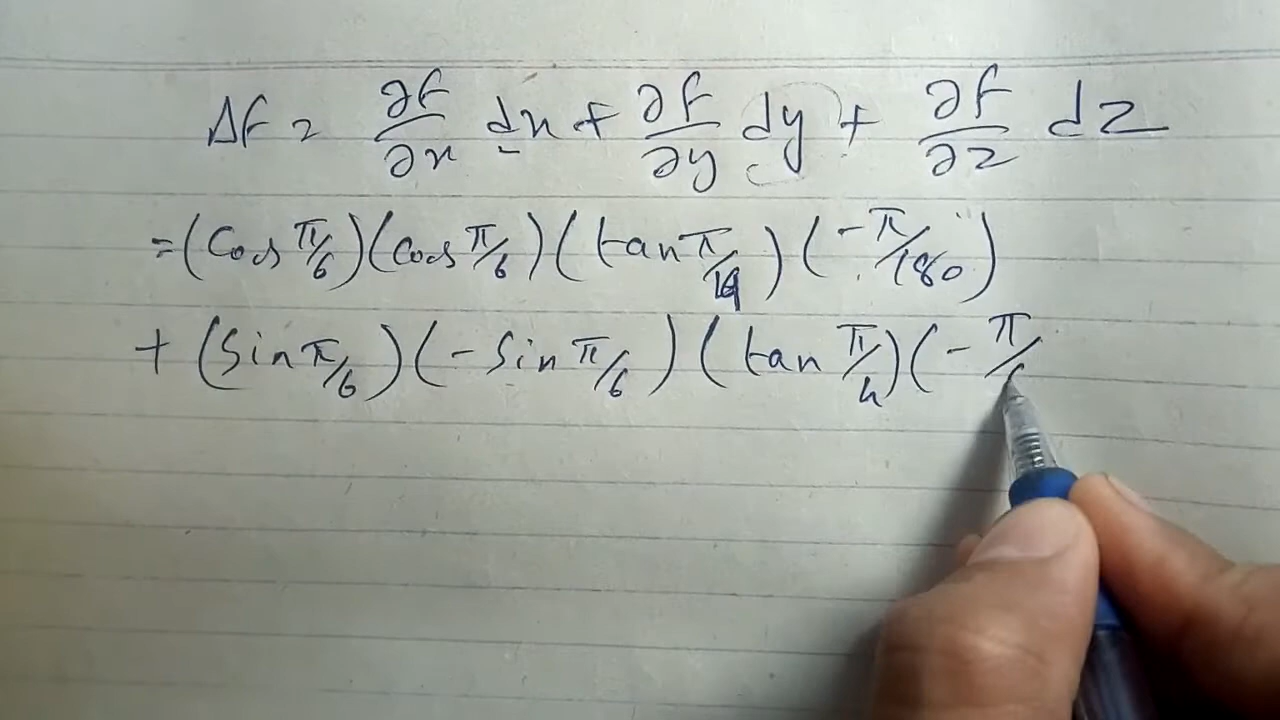 Δf = ∂f/∂x dx + ∂f/∂y dy + ∂f/∂z dz
=(Cos π/6)(cos π/6)(tan π/4)(-π/180)
+ (Sin π/6)(- Sin π/6)(tan π/4)(- π/